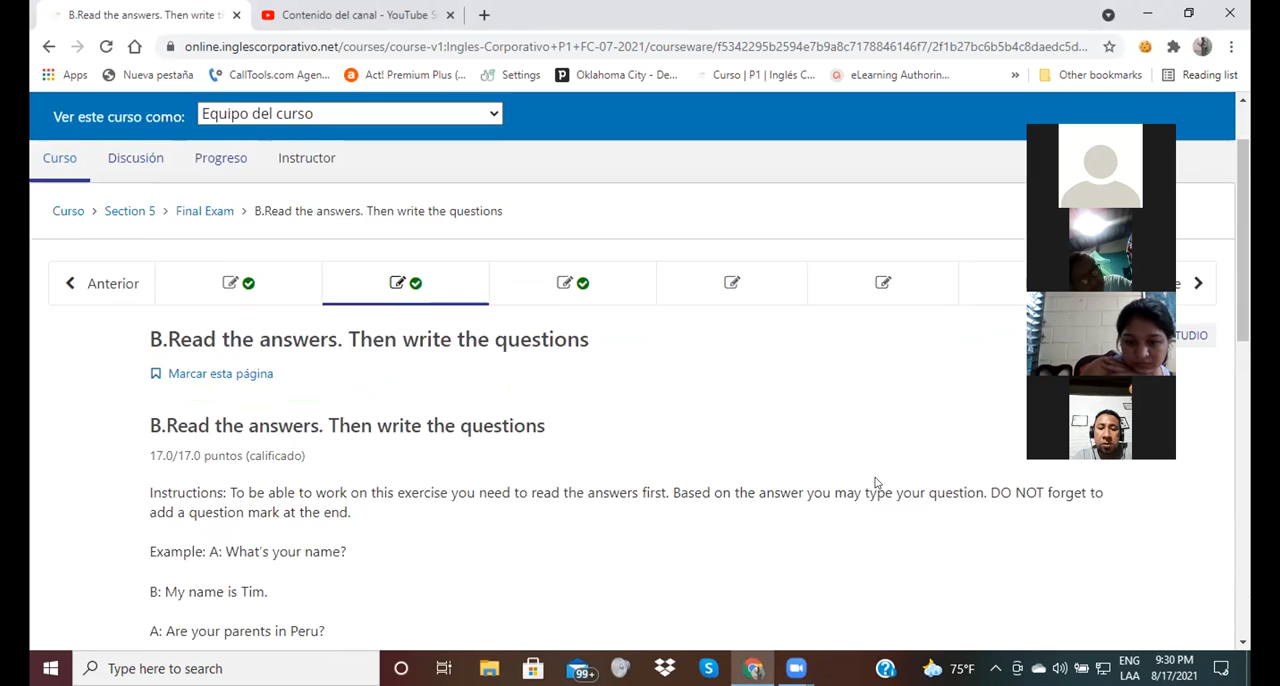 B.Read the answers. Then write th
Contenido del canal - YouTube S
online.inglescorporativo.net/courses/course-v1:Ingles-Corporativo+P1+FC-07-2021/courseware/f5342295b2594e7b9a8c7178846146f7/2f1b27bc6b5b4c8daedc5d...
Apps Nueva pestaña CallTools.com Agen... Act! Premium Plus (... Settings Oklahoma City - De... Curso | P1 | Inglés C... eLearning Authorin... » Other bookmarks Reading list
Ver este curso como: Equipo del curso
Curso Discusión Progreso Instructor
Curso > Section 5 > Final Exam > B.Read the answers. Then write the questions
Anterior
B.Read the answers. Then write the questions
TUDIO
Marcar esta página
B.Read the answers. Then write the questions
17.0/17.0 puntos (calificado)
Instructions: To be able to work on this exercise you need to read the answers first. Based on the answer you may type your question. DO NOT forget to
add a question mark at the end.
Example: A: What's your name?
B: My name is Tim.
A: Are your parents in Peru?
Type here to search
99+
75°F
ENG
LAA
9:30 PM
8/17/2021